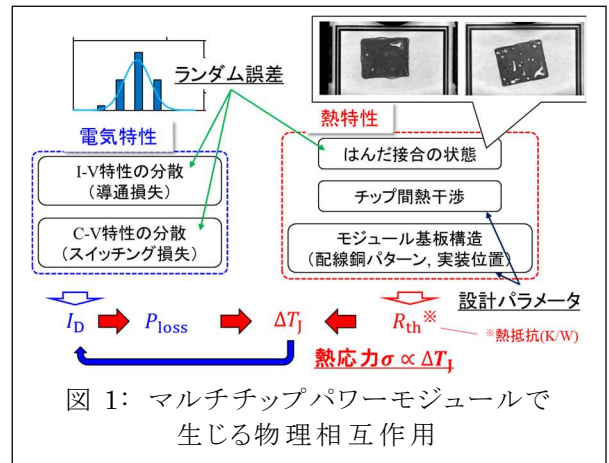 ランダム誤差
電気特性
熱特性
I-V特性の分散
(導通損失)
C-V特性の分散
(スイッチング損失)
はんだ接合の状態
チップ間熱干渉
モジュール基板構造
(配線銅パターン, 実装位置)
設計パラメータ
I_D P_loss ΔT_J R_th※
※熱抵抗(K/W)
熱応力σ ∝ ΔT_J
図 1: マルチチップパワーモジュールで
生じる物理相互作用